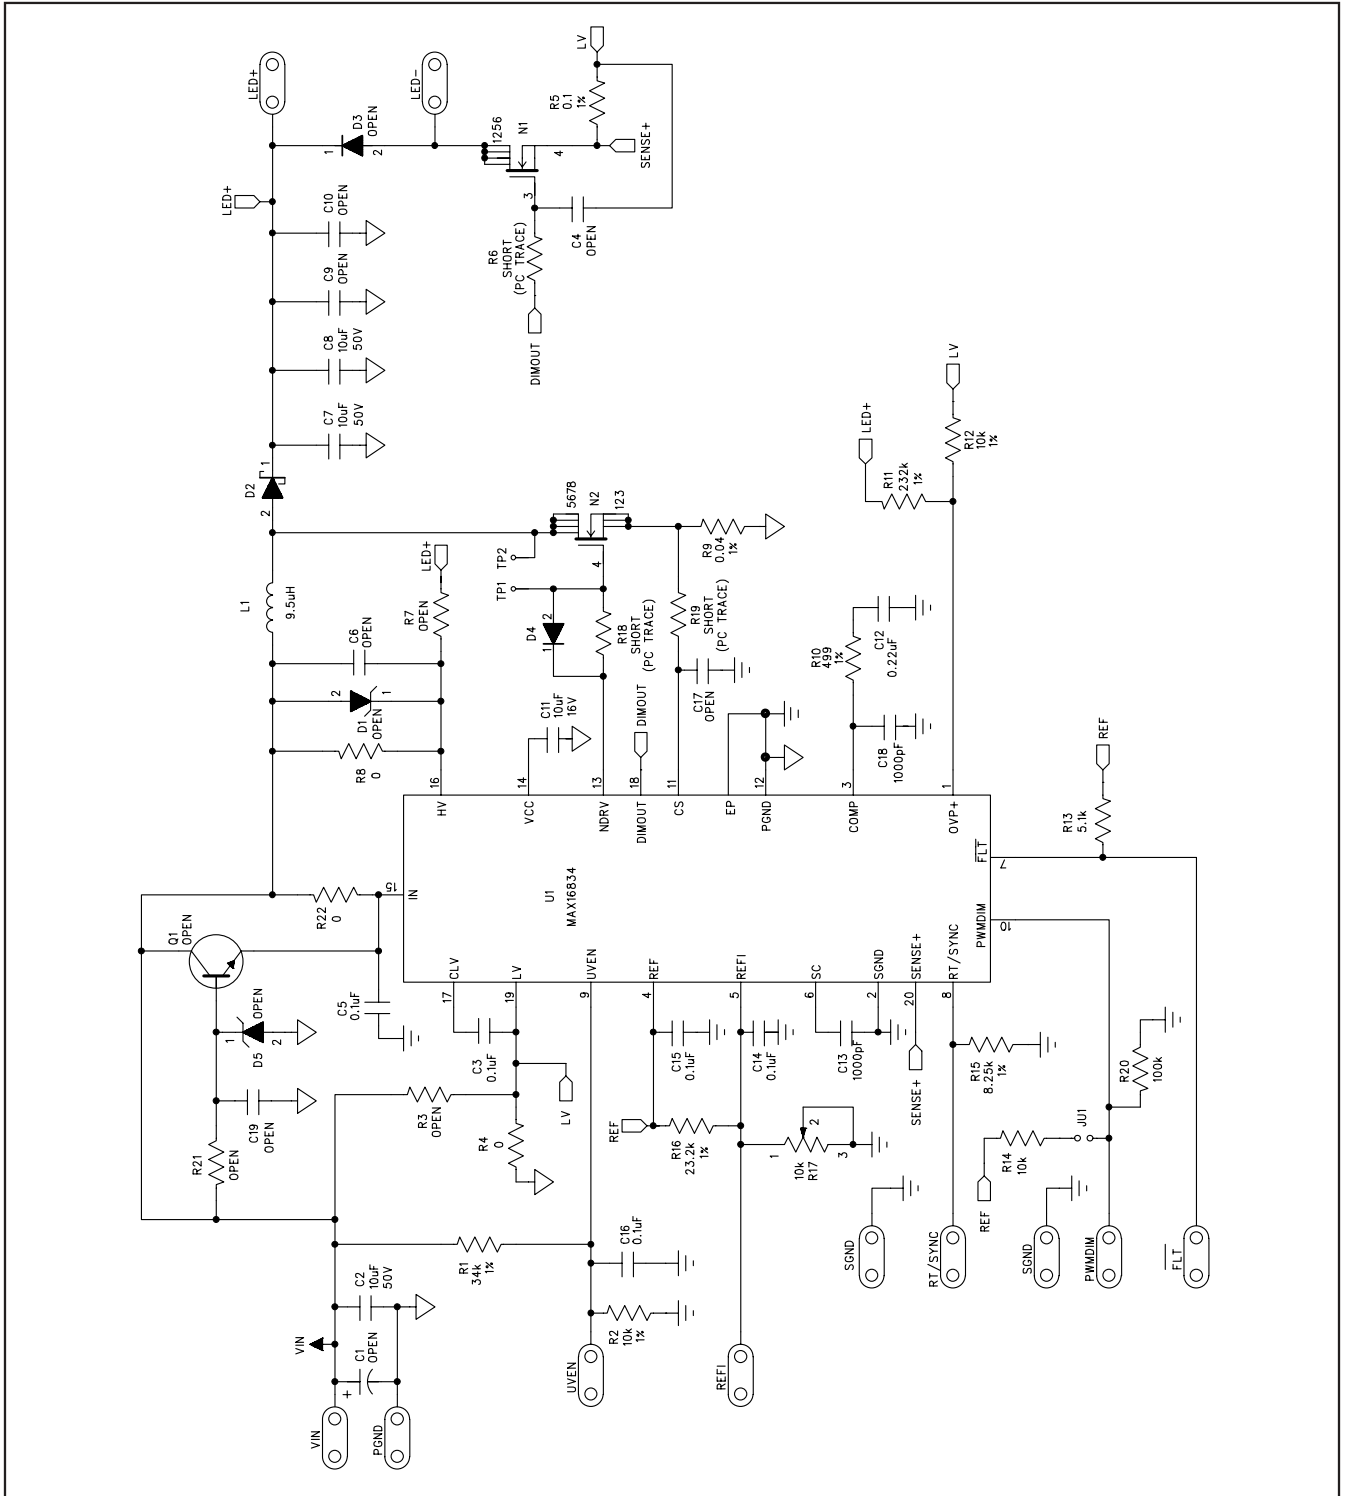 VIN
PGND
+
C1
OPEN
VIN
C2
10uF
50V
R21
OPEN
C19
OPEN
D5
OPEN
1
2
Q1
OPEN
C5
0.1uF
R22
0
R3
OPEN
R4
0
C3
0.1uF
LV
R1
34k
1%
UVEN
R2
10k
1%
C16
0.1uF
REFI
REF
C15
0.1uF
R16
23.2k
1%
C14
0.1uF
1
2
3
10k
R17
C13
1000pF
SENSE+
R15
8.25k
1%
SGND
RT/SYNC
SGND
PWMDIM
FLT
REF
R14
10k
JU1
R20
100k
U1
MAX16834
15
IN
17
CLV
19
LV
9
UVEN
4
REF
5
REFI
6
SC
2
SGND
20
SENSE+
8
RT/SYNC
PWMDIM
10
FLT
7
HV
16
VCC
14
NDRV
13
DIMOUT
18
CS
11
EP
PGND
12
COMP
3
OVP+
1
R13
5.1k
REF
R8
0
D1
OPEN
2
1
C6
OPEN
R7
OPEN
LED+
L1
9.5uH
C11
10uF
16V
D4
1
2
TP1
TP2
R18
SHORT
(PC TRACE)
DIMOUT
4
5678
N2
123
C17
OPEN
R19
SHORT
(PC TRACE)
R9
0.04
1%
C18
1000pF
R10
499
1%
C12
0.22uF
R11
232k
1%
LED+
R12
10k
1%
LV
D2
2
1
C7
10uF
50V
C8
10uF
50V
C9
OPEN
C10
OPEN
LED+
D3
OPEN
1
2
LED+
LED-
1256
N1
3
4
R6
SHORT
(PC TRACE)
DIMOUT
C4
OPEN
R5
0.1
1%
LV
SENSE+